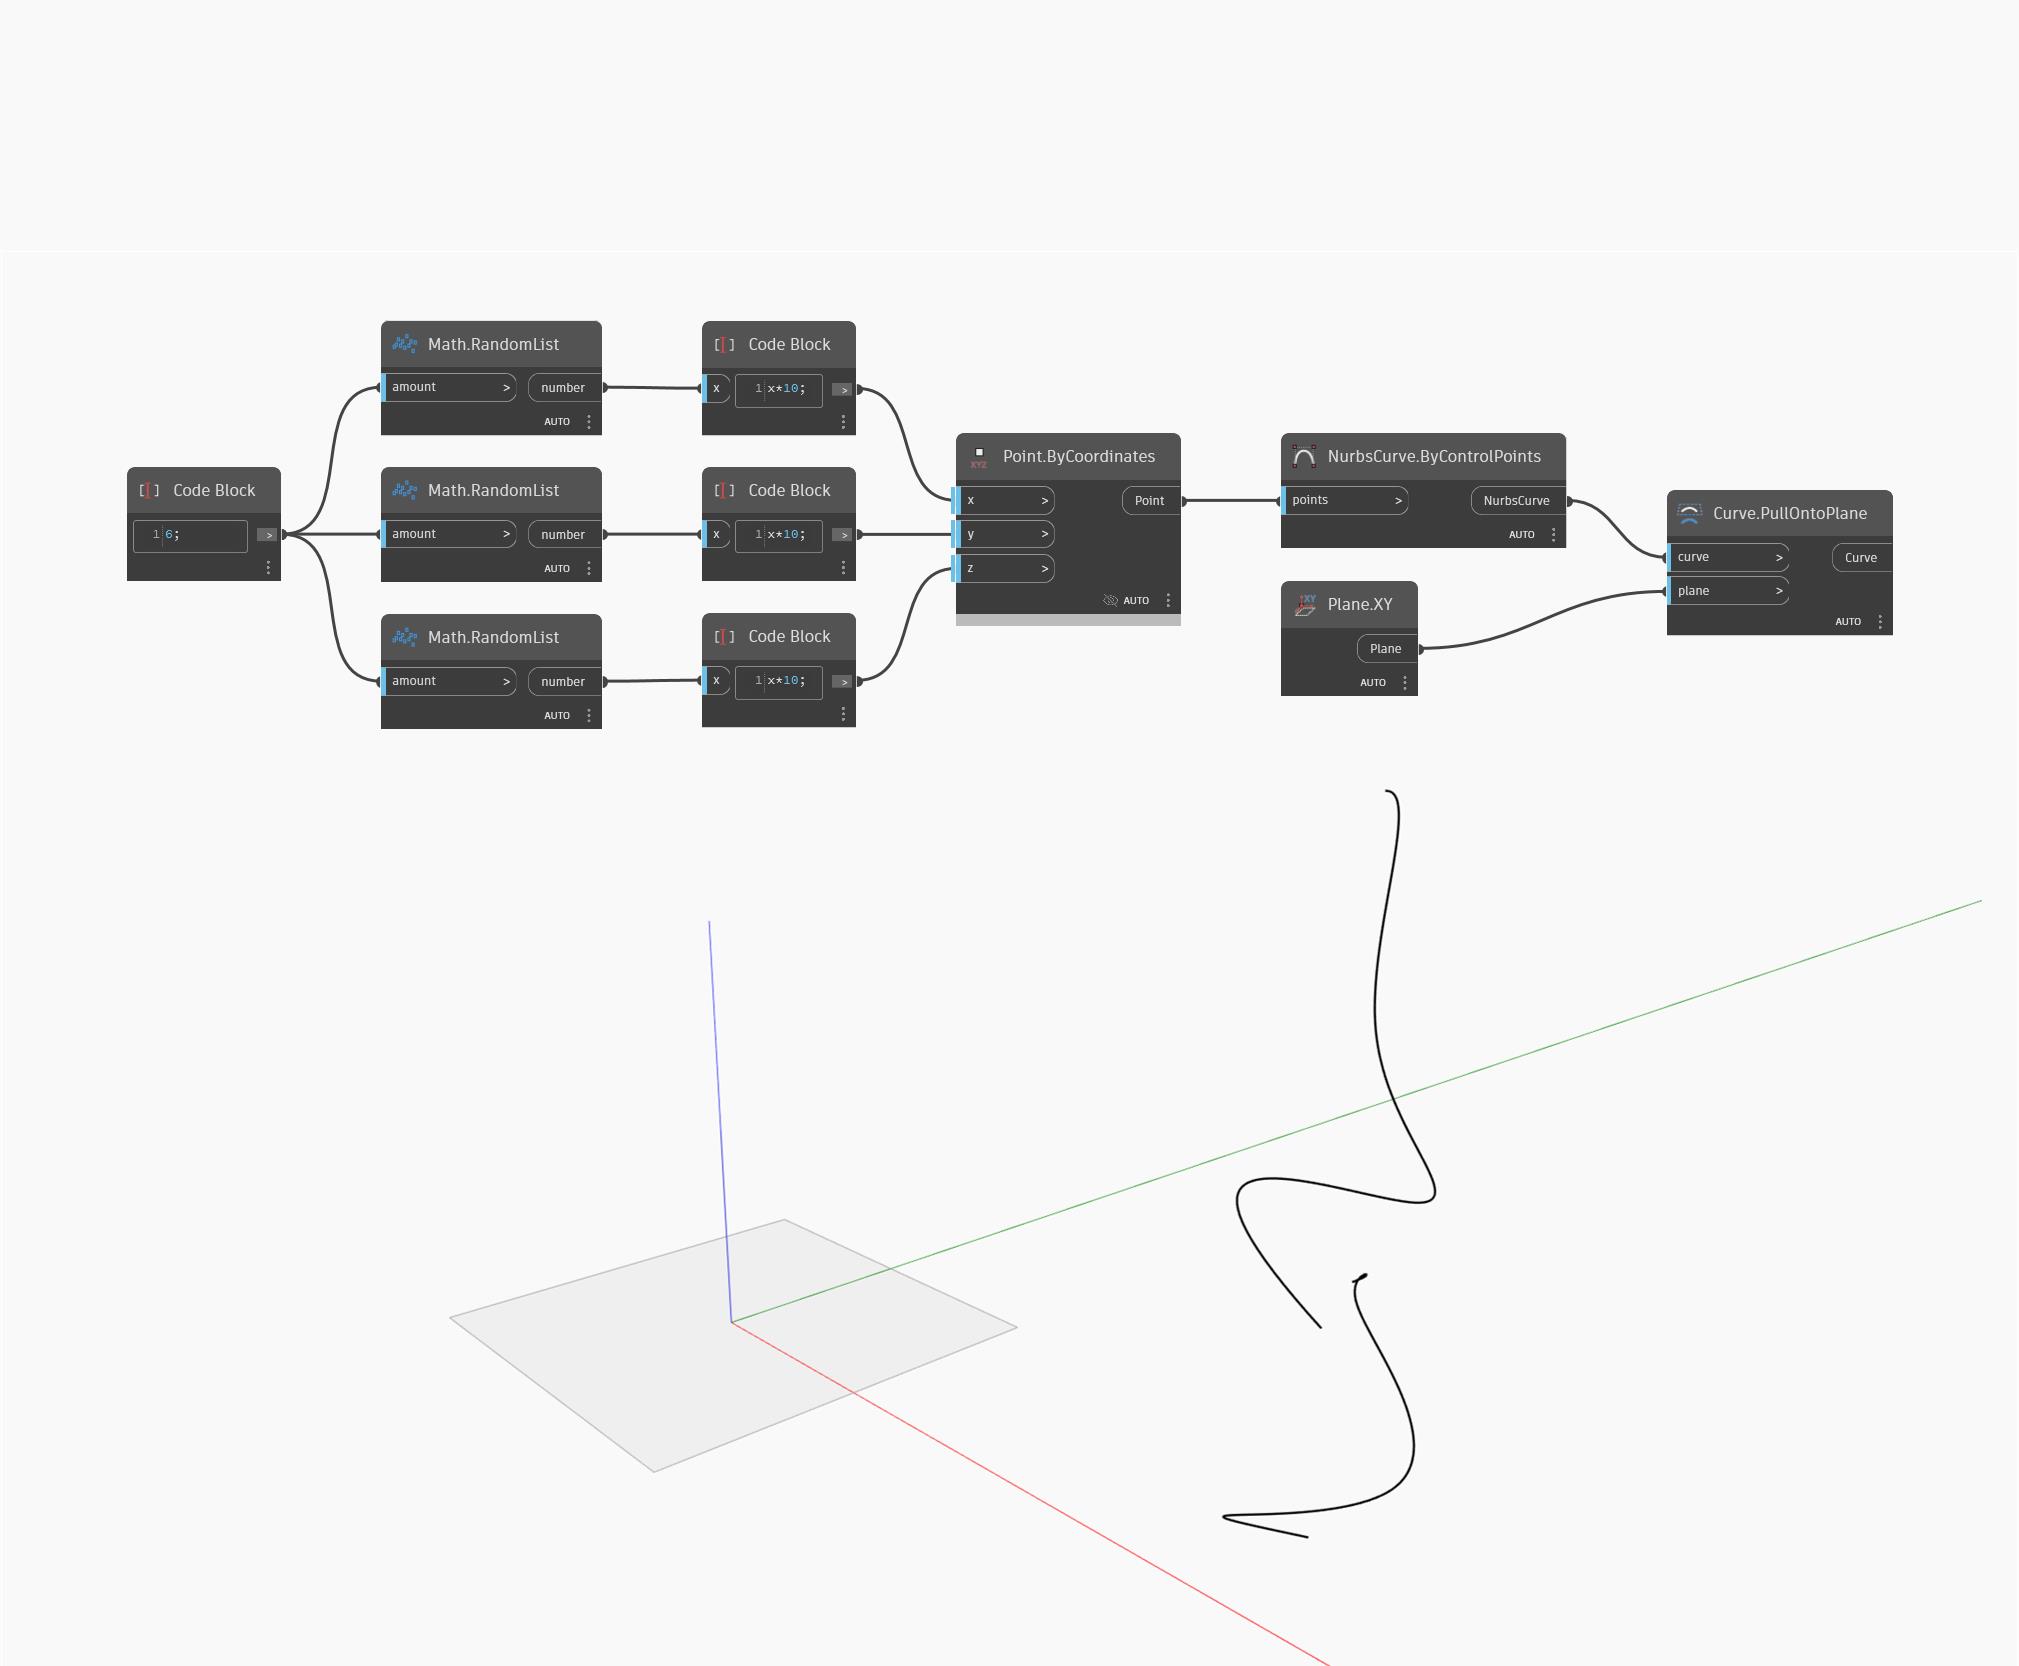 Math.RandomList
amount > number
AUTO
Code Block
x 1 x*10; >
Code Block
1 6; >
Math.RandomList
amount > number
AUTO
Code Block
x 1 x*10; >
Math.RandomList
amount > number
AUTO
Code Block
x 1 x*10; >
XYZ Point.ByCoordinates
x > Point
y >
z >
AUTO
NurbsCurve.ByControlPoints
points > NurbsCurve
AUTO
XY Plane.XY
Plane
AUTO
Curve.PullOntoPlane
curve > Curve
plane >
AUTO